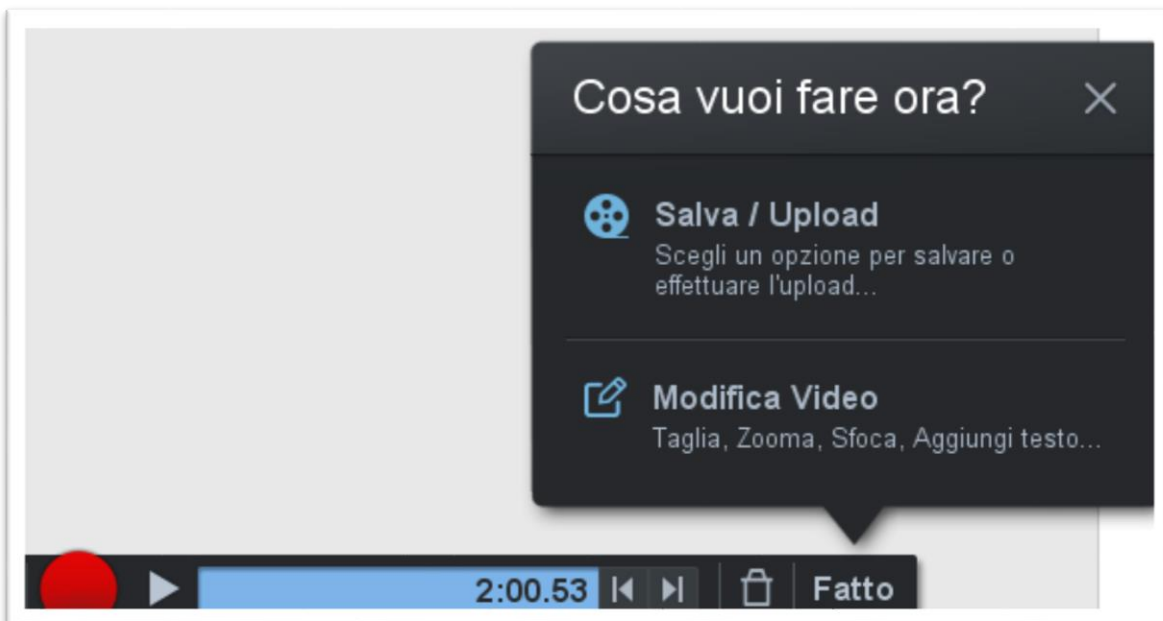 Cosa vuoi fare ora?
Salva / Upload
Scegli un opzione per salvare o
effettuare l'upload...
Modifica Video
Taglia, Zooma, Sfoca, Aggiungi testo...
2:00.53
Fatto